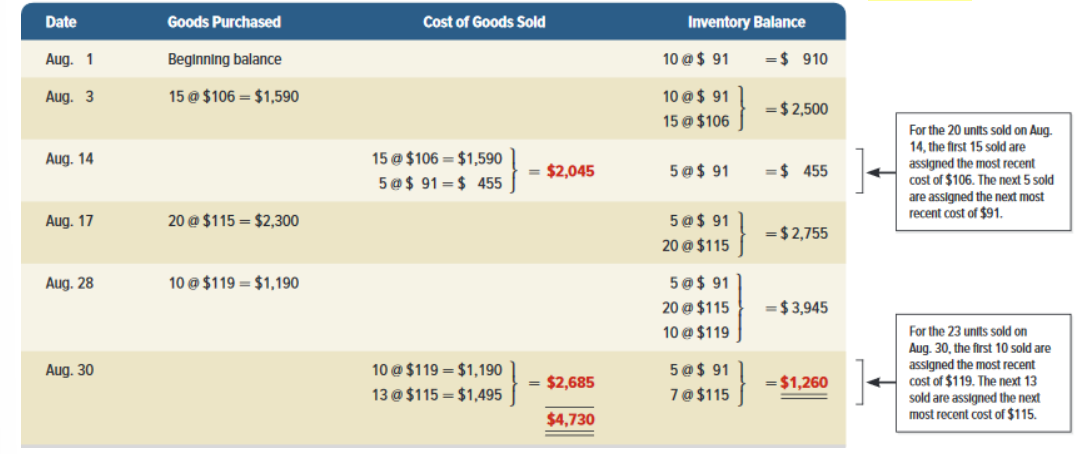 Date Goods Purchased Cost of Goods Sold Inventory Balance
Aug. 1 Beginning balance 10 @ $ 91 = $ 910
Aug. 3 15 @ $106 = $1,590 10 @ $ 91
15 @ $106
= $ 2,500
Aug. 14 15 @ $106 = $1,590
5 @ $ 91 = $ 455
= $2,045 5 @ $ 91 = $ 455
For the 20 units sold on Aug.
14, the first 15 sold are
assigned the most recent
cost of $106. The next 5 sold
are assigned the next most
recent cost of $91.
Aug. 17 20 @ $115 = $2,300 5 @ $ 91
20 @ $115
= $ 2,755
Aug. 28 10 @ $119 = $1,190 5 @ $ 91
20 @ $115
10 @ $119
= $ 3,945
Aug. 30 10 @ $119 = $1,190
13 @ $115 = $1,495
= $2,685
$4,730
5 @ $ 91
7 @ $115
= $1,260
For the 23 units sold on
Aug. 30, the first 10 sold are
assigned the most recent
cost of $119. The next 13
sold are assigned the next
most recent cost of $115.